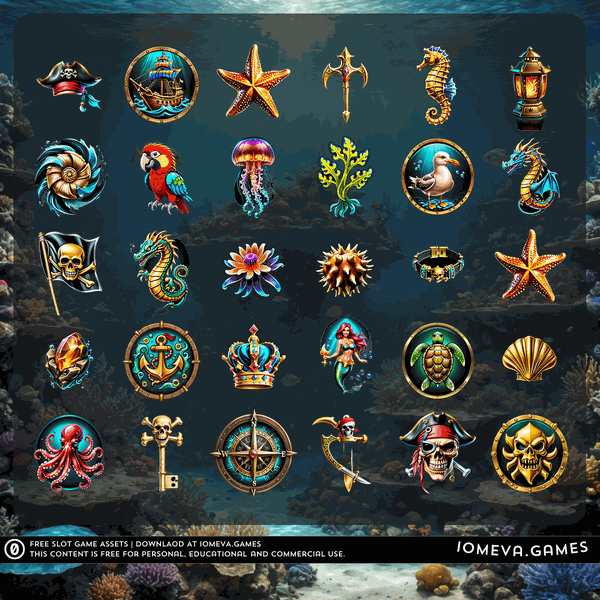 W E
FREE SLOT GAME ASSETS | DOWNLAOD AT IOMEVA.GAMES
THIS CONTENT IS FREE FOR PERSONAL, EDUCATIONAL AND COMMERCIAL USE.
IOMEVA.GAMES